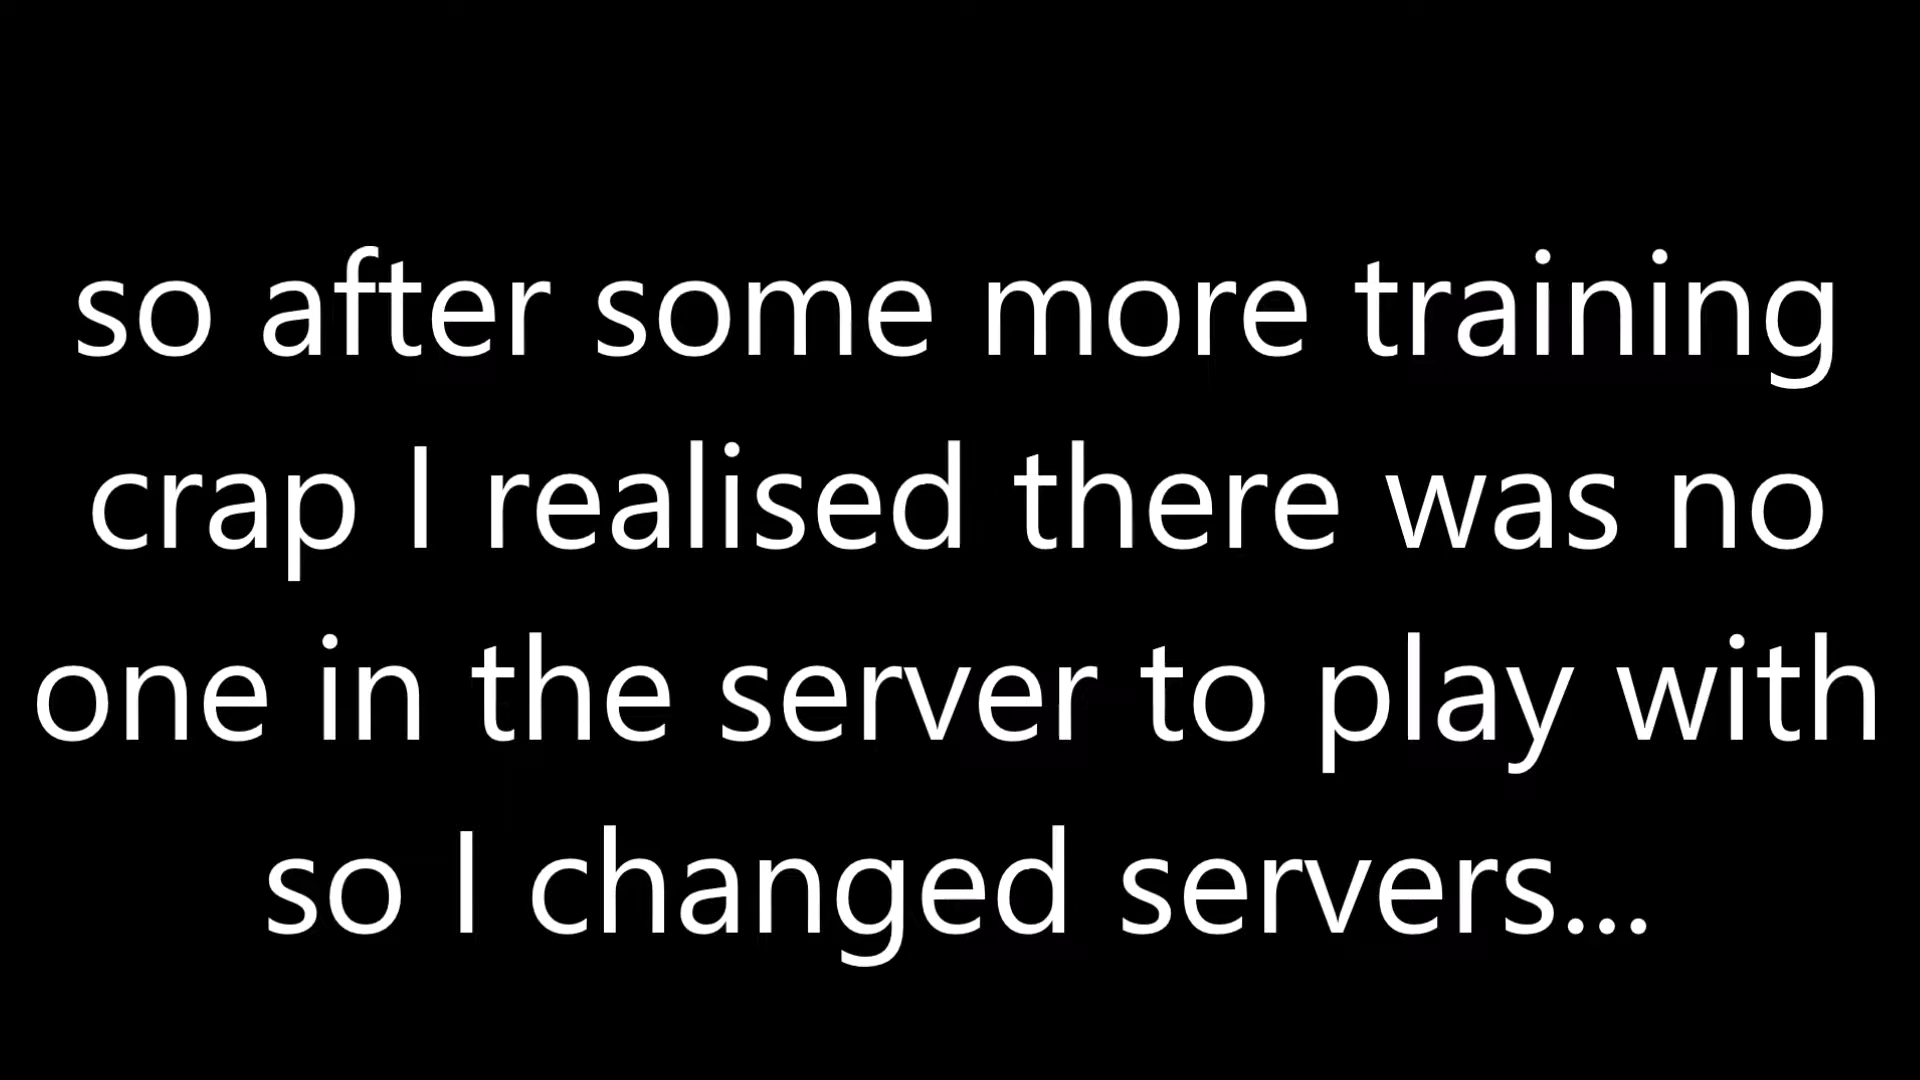 so after some more training
crap I realised there was no
one in the server to play with
so I changed servers...